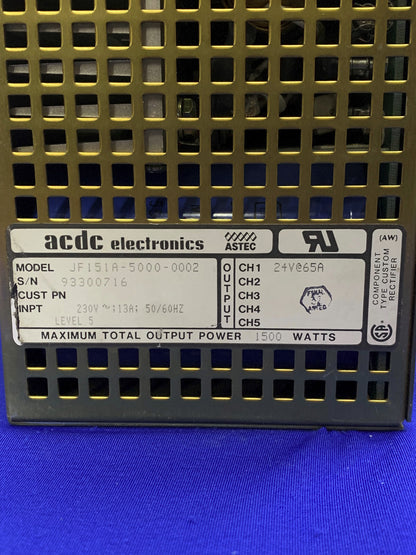 acdc electronics ASTEC
MODEL JF151A-5000-0002
S/N 93300716
CUST PN
INPT 230V ~ :13A: 50/60HZ
LEVEL 5
OUTPUT
CH1 24V@65A
CH2
CH3
CH4
CH5
MAXIMUM TOTAL OUTPUT POWER 1500 WATTS
(AW)
COMPONENT
TYPE CUSTOM
RECTIFIER